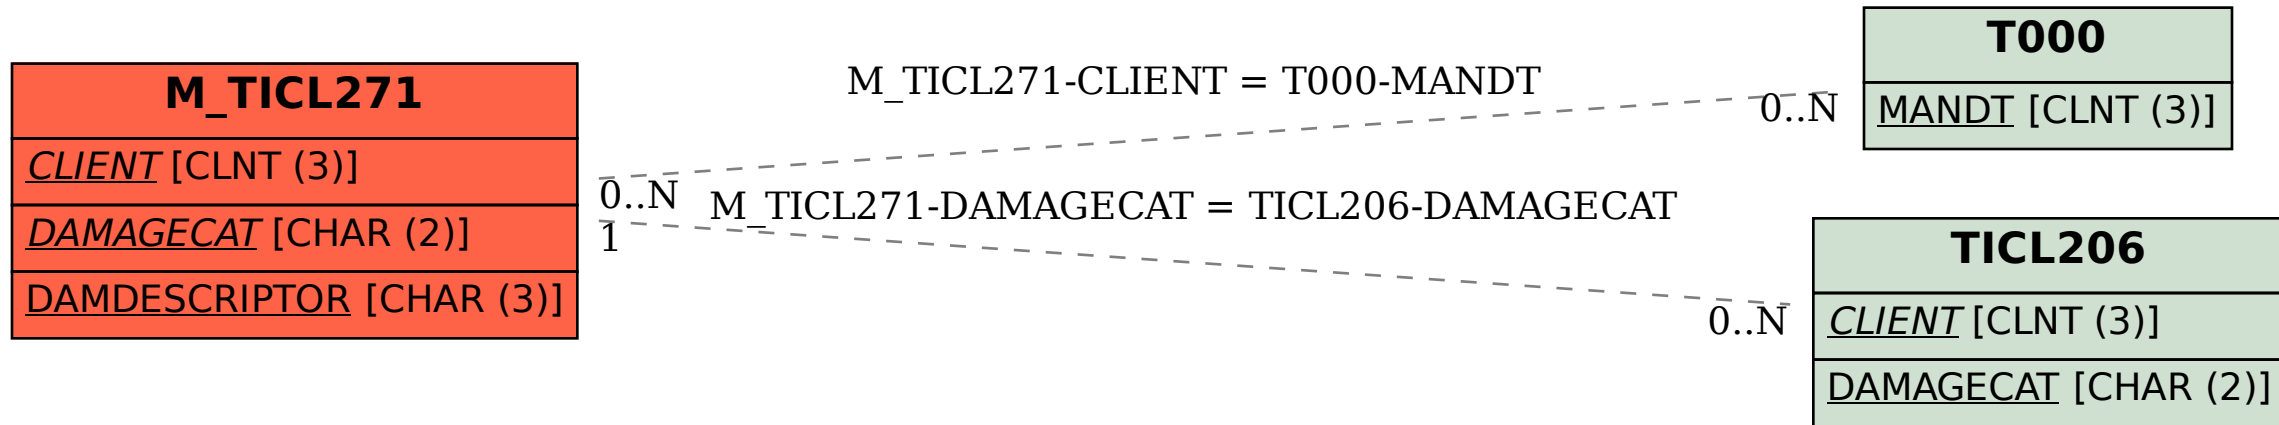 M_TICL271
CLIENT [CLNT (3)]
DAMAGECAT [CHAR (2)]
DAMDESCRIPTOR [CHAR (3)]
M_TICL271-CLIENT = T000-MANDT
0..N
0..N
M_TICL271-DAMAGECAT = TICL206-DAMAGECAT
1
0..N
T000
MANDT [CLNT (3)]
TICL206
CLIENT [CLNT (3)]
DAMAGECAT [CHAR (2)]